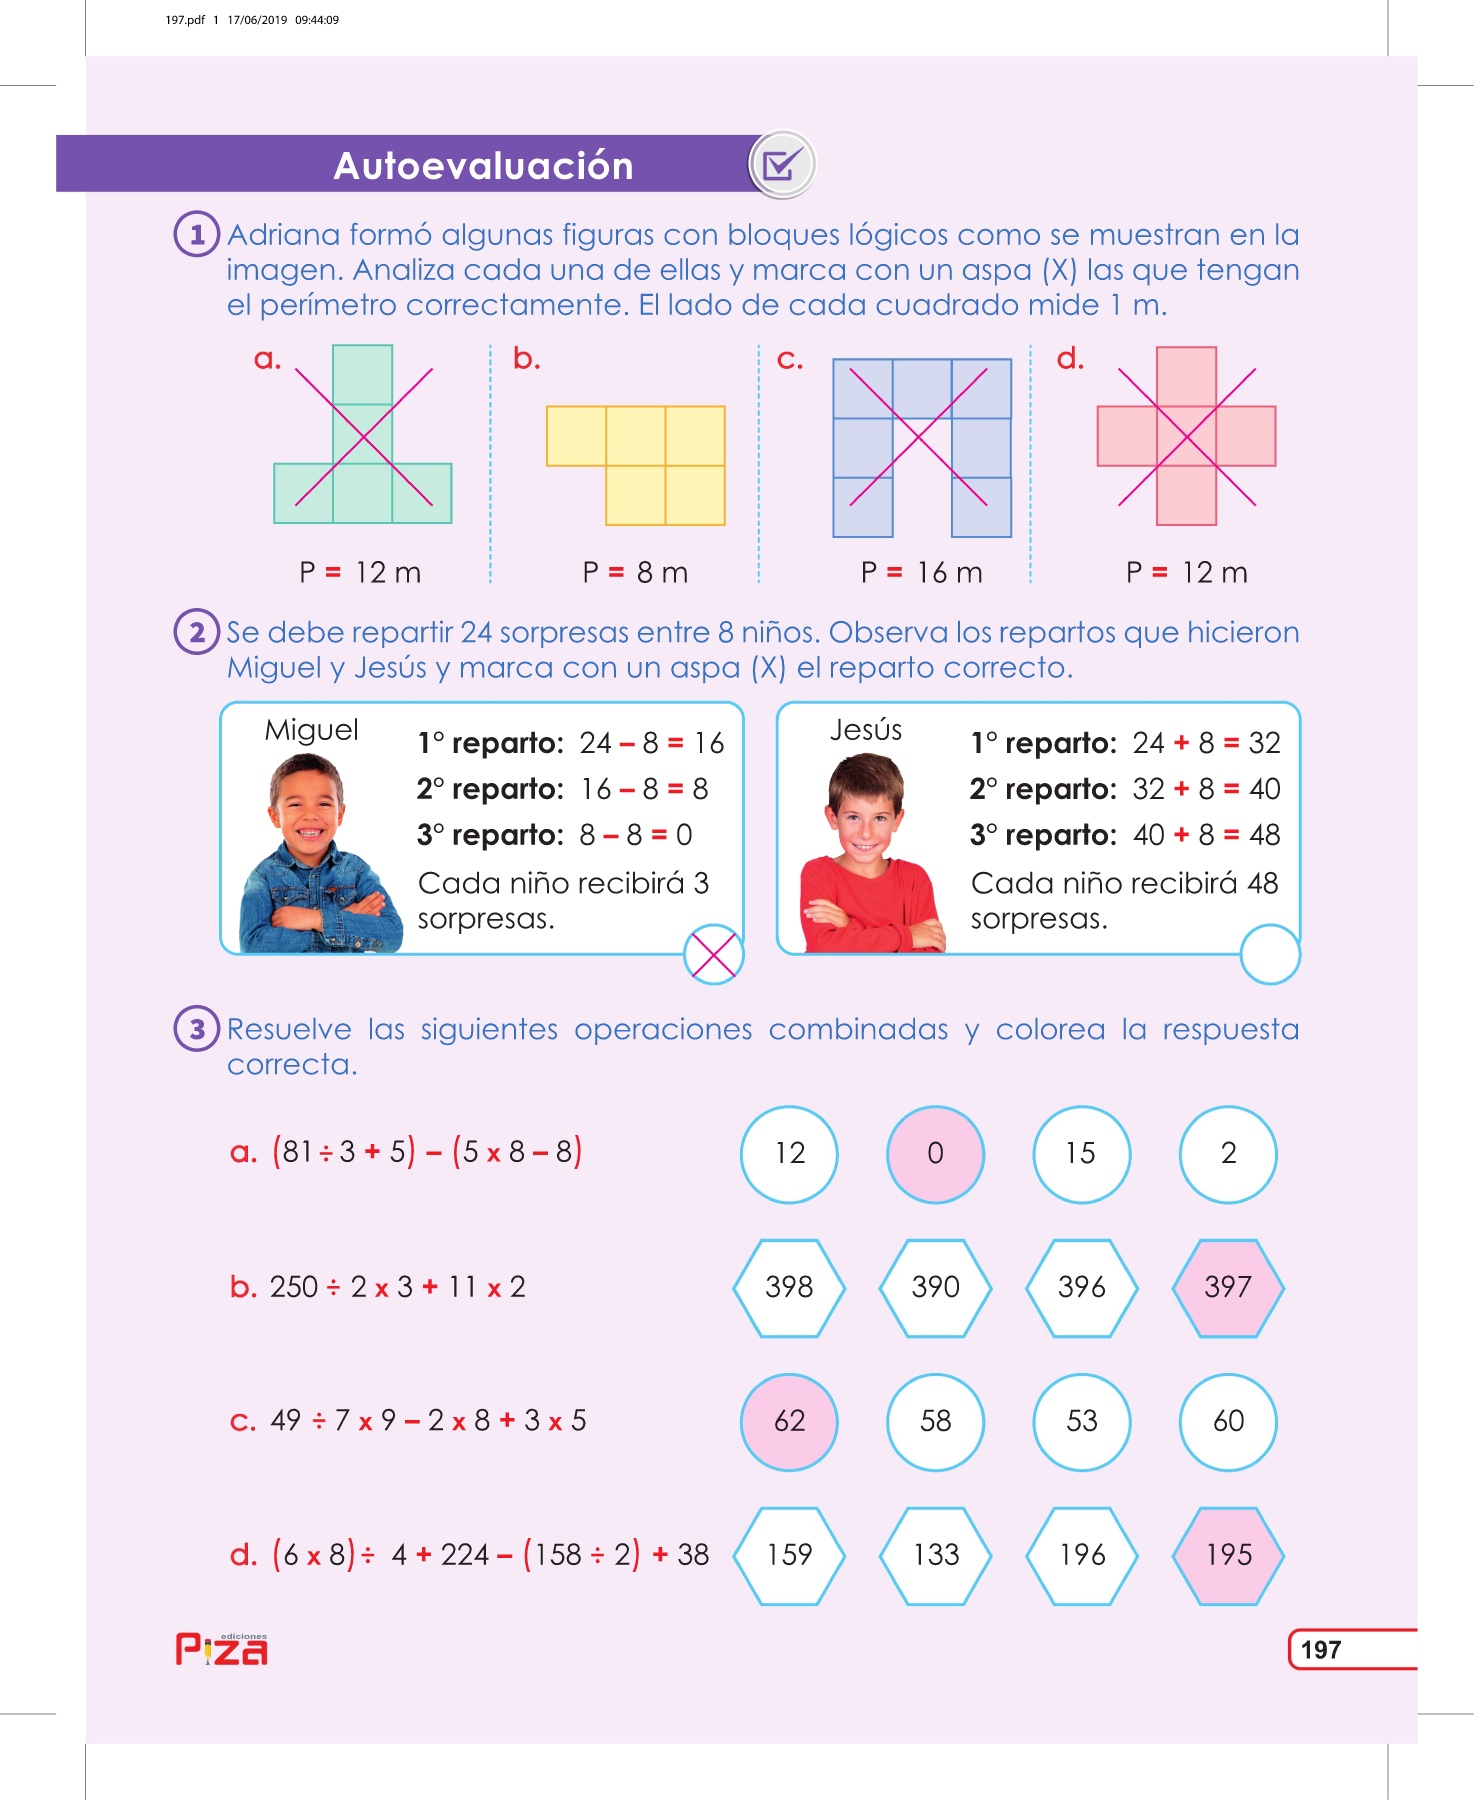 197.pdf 1 17/06/2019 09:44:09
Autoevaluación
1 Adriana formó algunas figuras con bloques lógicos como se muestran en la
imagen. Analiza cada una de ellas y marca con un aspa (X) las que tengan
el perímetro correctamente. El lado de cada cuadrado mide 1 m.
a. b. c. d.
P = 12 m P = 8 m P = 16 m P = 12 m
2 Se debe repartir 24 sorpresas entre 8 niños. Observa los repartos que hicieron
Miguel y Jesús y marca con un aspa (X) el reparto correcto.
Miguel
1° reparto: 24 – 8 = 16
2° reparto: 16 – 8 = 8
3° reparto: 8 – 8 = 0
Cada niño recibirá 3
sorpresas.
Jesús
1° reparto: 24 + 8 = 32
2° reparto: 32 + 8 = 40
3° reparto: 40 + 8 = 48
Cada niño recibirá 48
sorpresas.
3 Resuelve las siguientes operaciones combinadas y colorea la respuesta
correcta.
a. (81 ÷ 3 + 5) – (5 x 8 – 8) 12 0 15 2
b. 250 ÷ 2 x 3 + 11 x 2 398 390 396 397
c. 49 ÷ 7 x 9 – 2 x 8 + 3 x 5 62 58 53 60
d. (6 x 8) ÷ 4 + 224 – (158 ÷ 2) + 38 159 133 196 195
ediciones
Piza
197